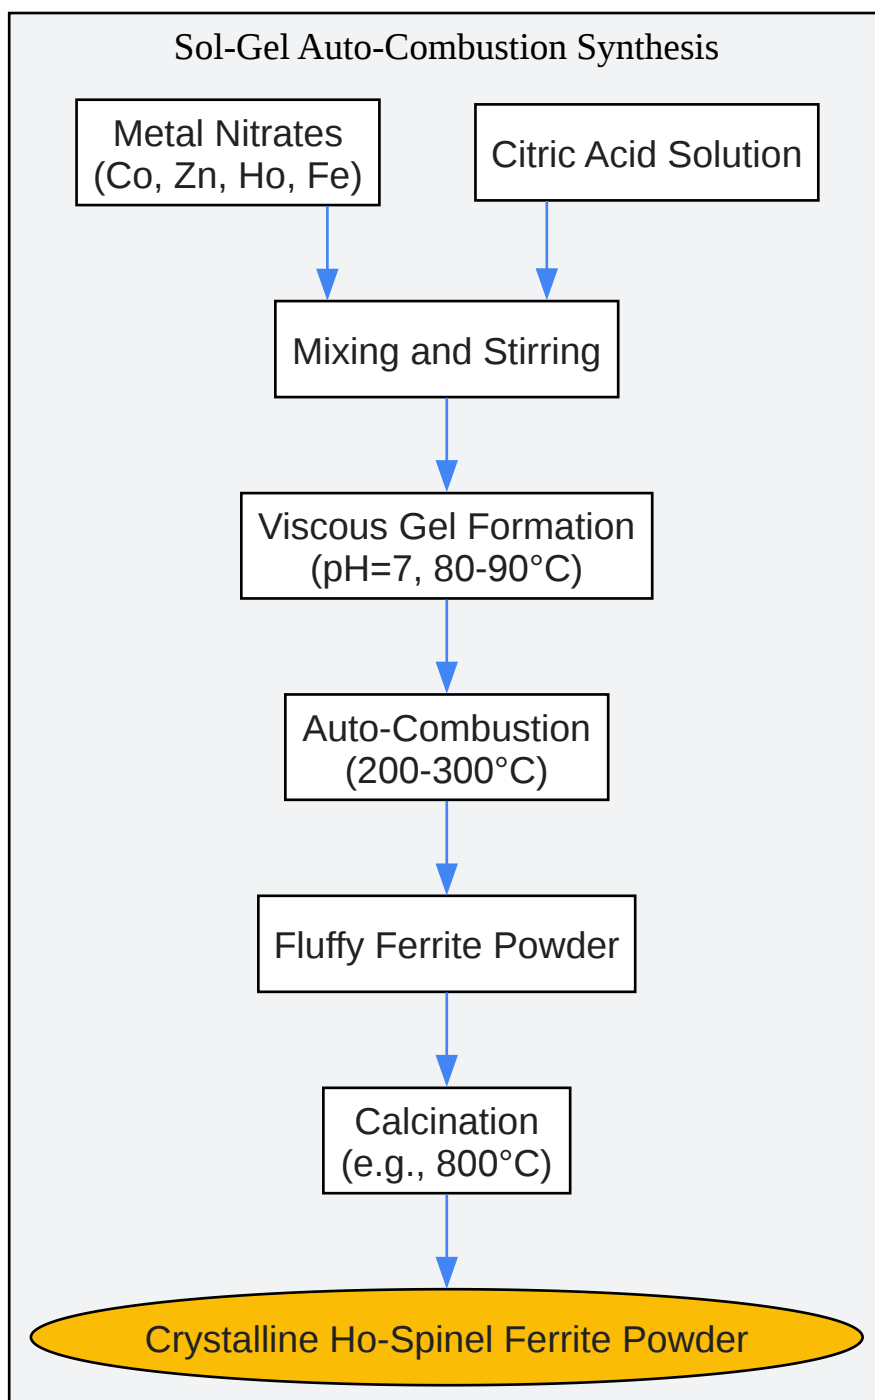 Sol-Gel Auto-Combustion Synthesis
Metal Nitrates
(Co, Zn, Ho, Fe)
Citric Acid Solution
Mixing and Stirring
Viscous Gel Formation
(pH=7, 80-90°C)
Auto-Combustion
(200-300°C)
Fluffy Ferrite Powder
Calcination
(e.g., 800°C)
Crystalline Ho-Spinel Ferrite Powder